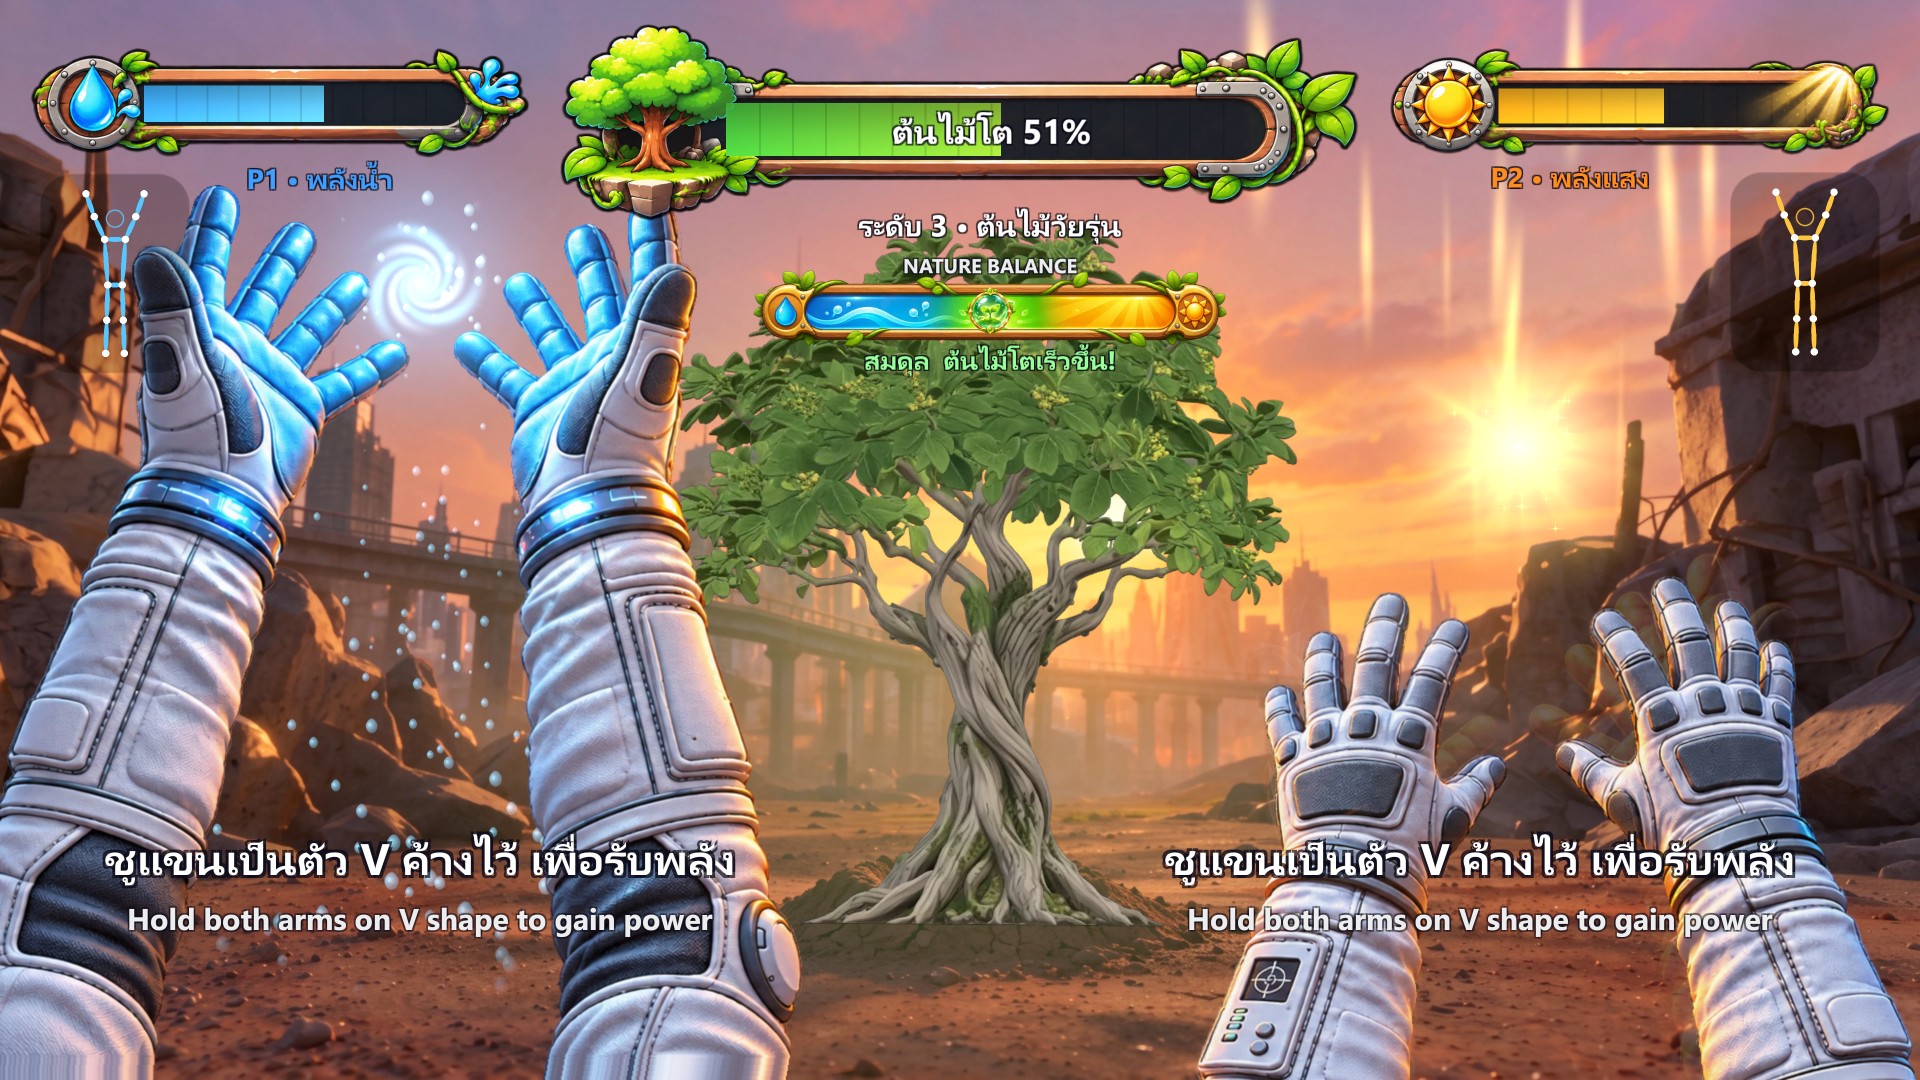 ต้นไม้โต 51%
P1 • พลังน้ำ
P2 • พลังแสง
ระดับ 3 • ต้นไม้วัยรุ่น
NATURE BALANCE
สมดุล ต้นไม้โตเร็วขึ้น!
ชูแขนเป็นตัว V ค้างไว้ เพื่อรับพลัง
Hold both arms on V shape to gain power
ชูแขนเป็นตัว V ค้างไว้ เพื่อรับพลัง
Hold both arms on V shape to gain power